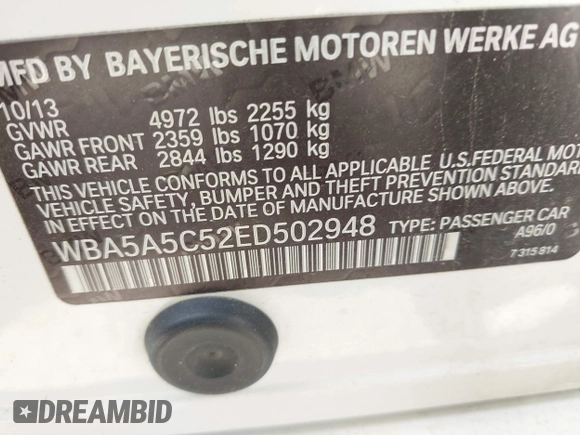 MFD BY BAYERISCHE MOTOREN WERKE AG
10/13
GVWR 4972 lbs 2255 kg
GAWR FRONT 2359 lbs 1070 kg
GAWR REAR 2844 lbs 1290 kg
THIS VEHICLE CONFORMS TO ALL APPLICABLE U.S.FEDERAL MOT
VEHICLE SAFETY, BUMPER AND THEFT PREVENTION STANDARD
IN EFFECT ON THE DATE OF MANUFACTURE SHOWN ABOVE.
WBA5A5C52ED502948 TYPE: PASSENGER CAR
A96/0
7 315 814
DREAMBID